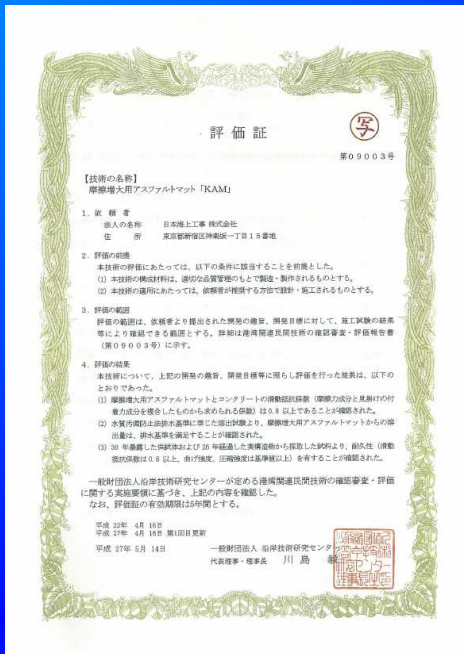 評価証
写
第09003号
【技術の名称】
摩擦増大用アスファルトマット「KAM」
1. 依頼者
法人の名称 日本海上工事 株式会社
住所 東京都新宿区神楽坂一丁目15番地
2. 評価の前提
本技術の評価にあたっては、以下の条件に該当することを前提とした。
(1) 本技術の構成材料は、適切な品質管理のもとで製造・製作されるものとする。
(2) 本技術の適用にあたっては、依頼者が推奨する方法で設計・施工されるものとする。
3. 評価の範囲
評価の範囲は、依頼者より提出された開発の趣旨、開発目標に対して、施工試験の結果
等により確認できる範囲とする。詳細は港湾関連民間技術の確認審査・評価報告書
(第09003号)に示す。
4. 評価の結果
本技術について、上記の開発の趣旨、開発目標等に照らし評価を行った結果は、以下の
とおりであった。
(1) 摩擦増大用アスファルトマットとコンクリートの滑動抵抗係数(摩擦力成分と見掛けの付
着力成分を複合したものから求められる係数)は0.8以上であることが確認された。
(2) 水質汚濁防止法排水基準に準じた溶出試験より、摩擦増大用アスファルトマットからの溶
出量は、排水基準を満足することが確認された。
(3) 30年暴露した供試体および26年経過した実構造物から採取した試料より、耐久性(滑動
抵抗係数は0.8以上、曲げ強度、圧縮強度は基準値以上)を有することが確認された。
一般財団法人沿岸技術研究センターが定める港湾関連民間技術の確認審査・評価
に関する実施要領に基づき、上記の内容を確認した。
なお、評価証の有効期限は5年間とする。
平成22年 4月16日
平成27年 4月16日 第1回目更新
平成27年 5月14日 一般財団法人 沿岸技術研究センター
代表理事・理事長 川島 毅